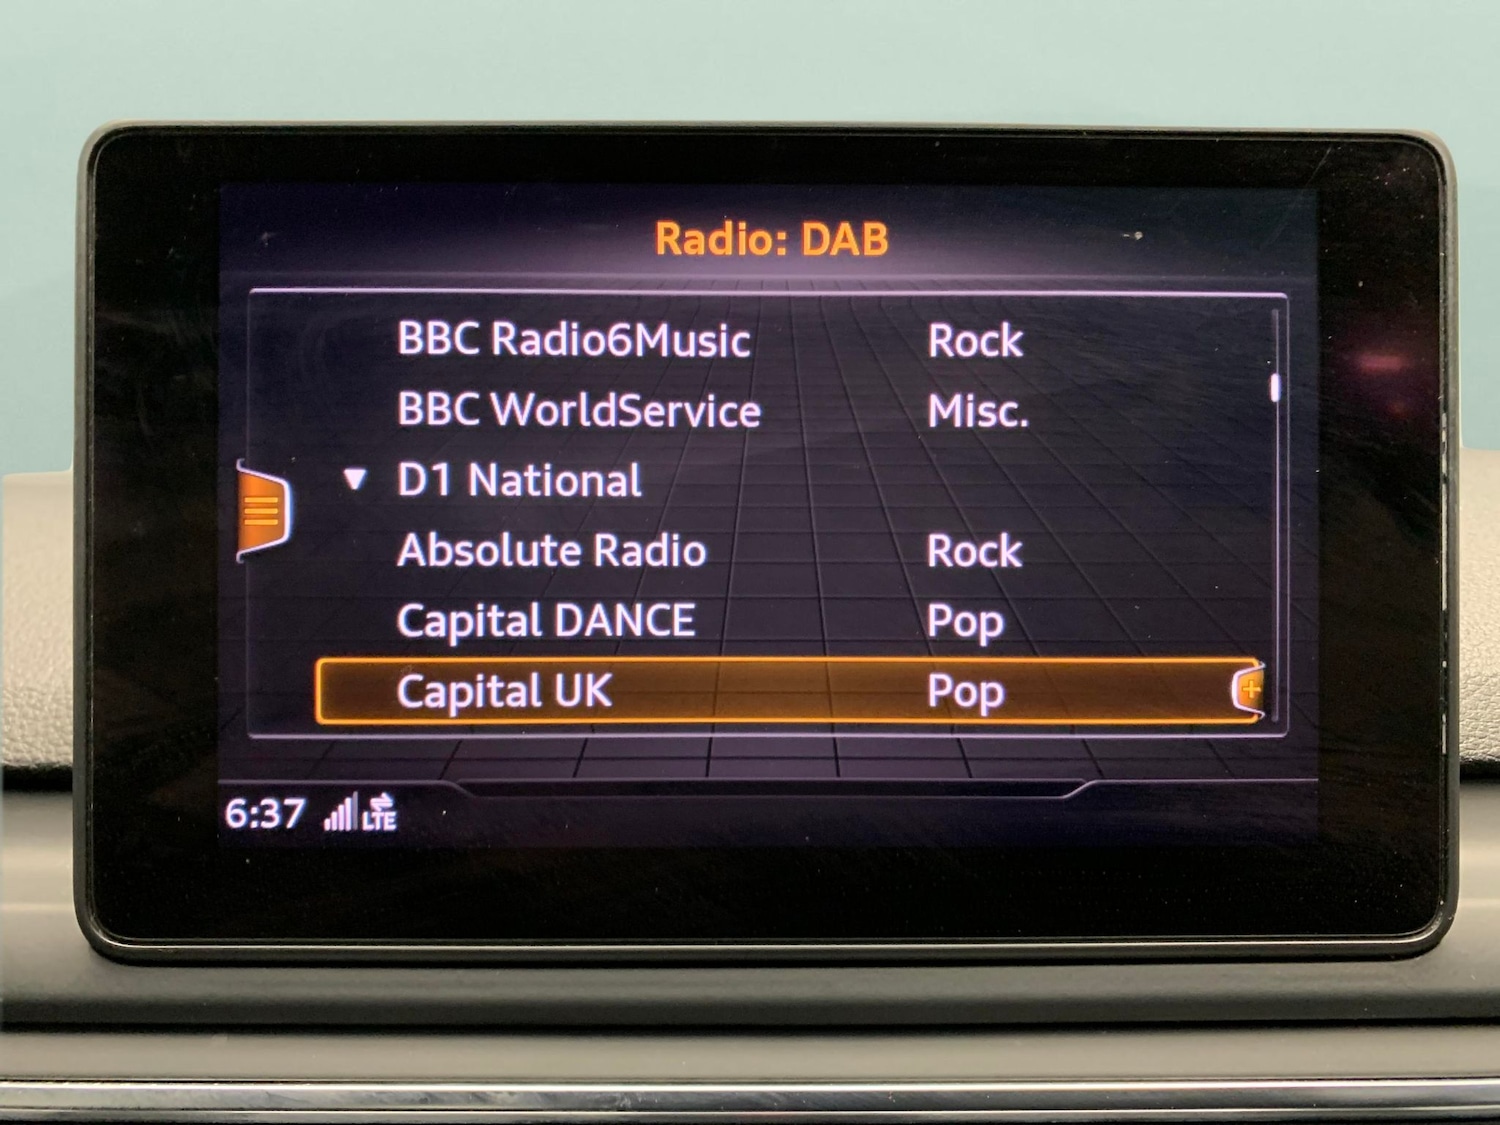 Radio: DAB
BBC Radio6Music Rock
BBC WorldService Misc.
D1 National
Absolute Radio Rock
Capital DANCE Pop
Capital UK Pop
6:37 LTE